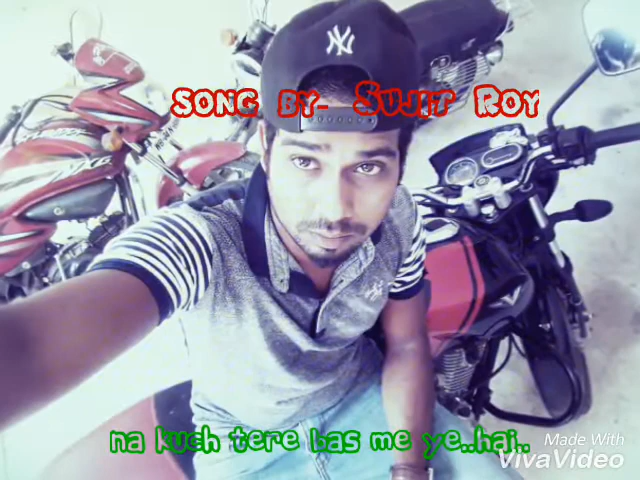 NY
SONG BY- SUJIT ROY
na kuch tere bas me ye..hai..
Made With
VivaVideo